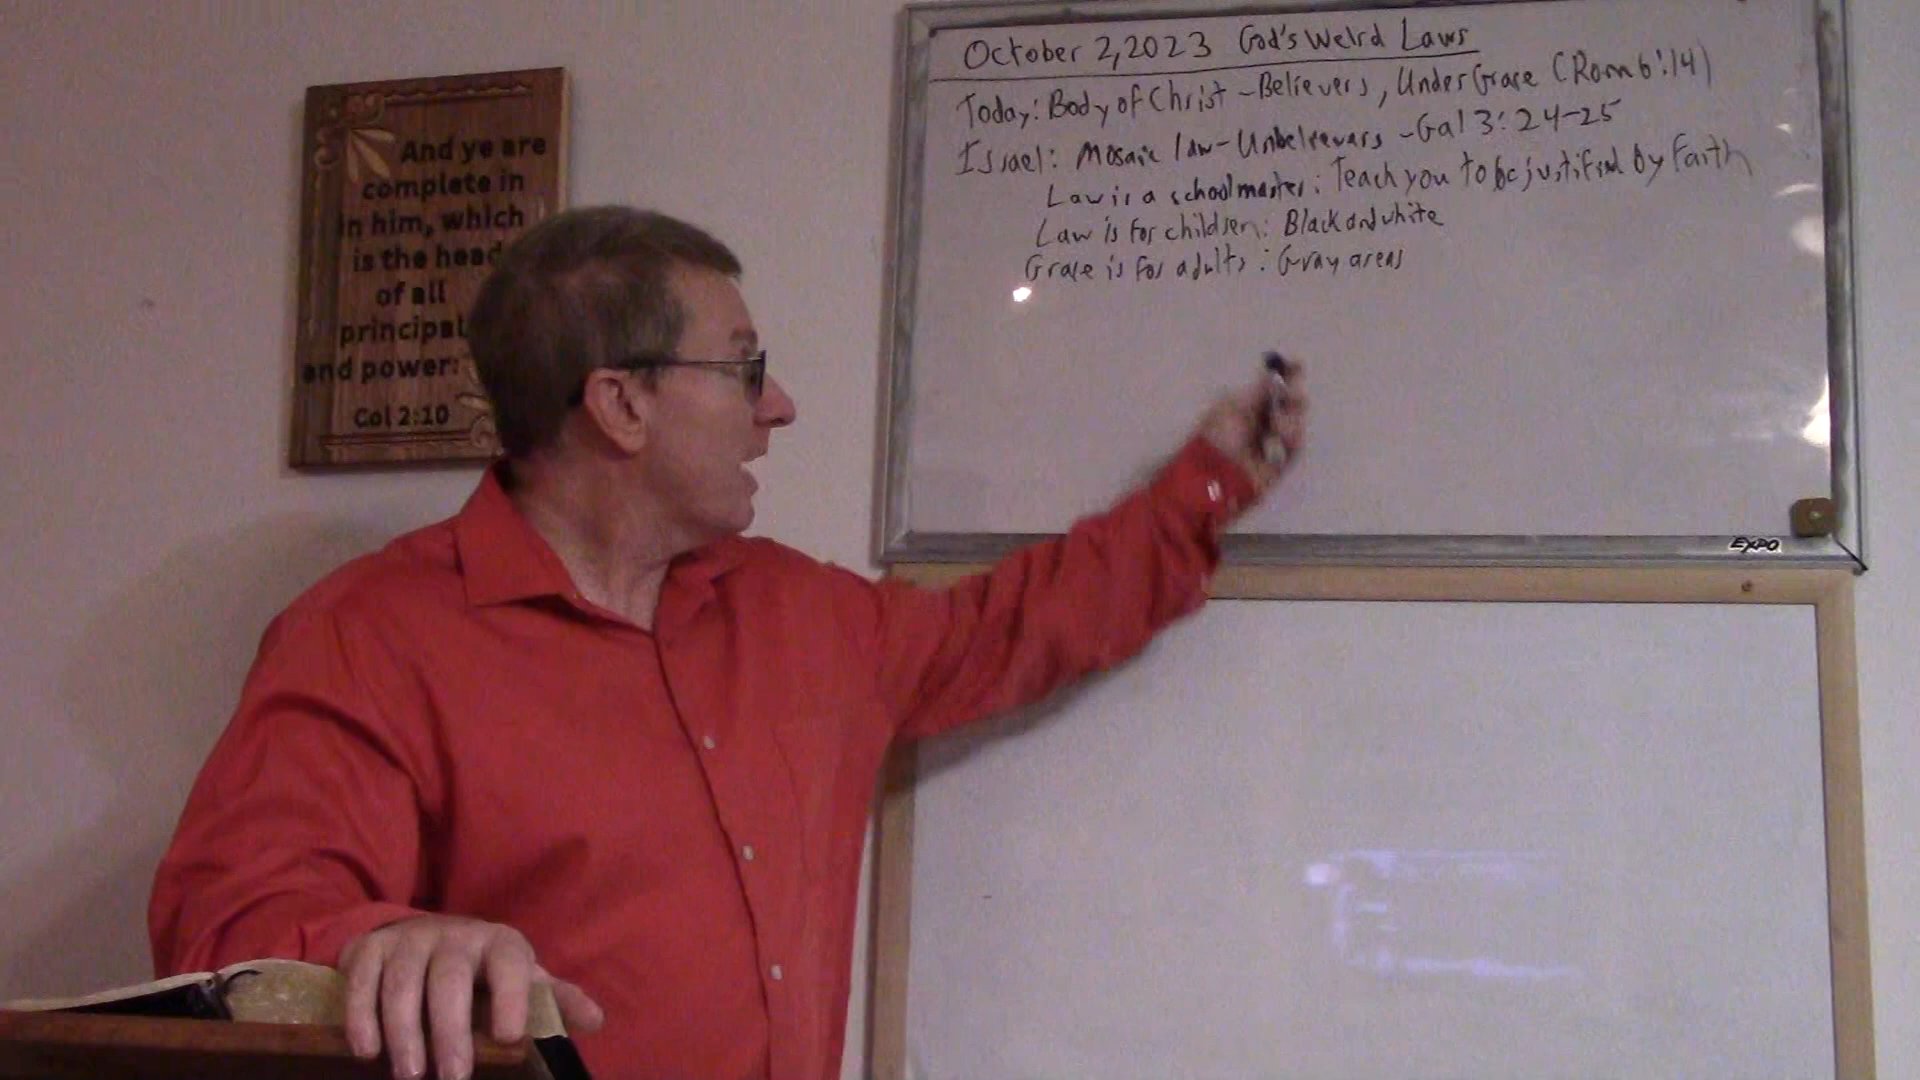 And ye are
complete in
in him, which
is the head
of all
principal
and power:
Col 2:10
October 2, 2023 God's Weird Laws
Today: Body of Christ - Believers, Under Grace (Rom 6:14)
Israel: Mosaic law - Unbeleevers - Gal 3:24-25
Law is a schoolmaster: Teach you to be justified by Faith
Law is for children: Black and white
Grace is for adults: Gray areas
EXPO